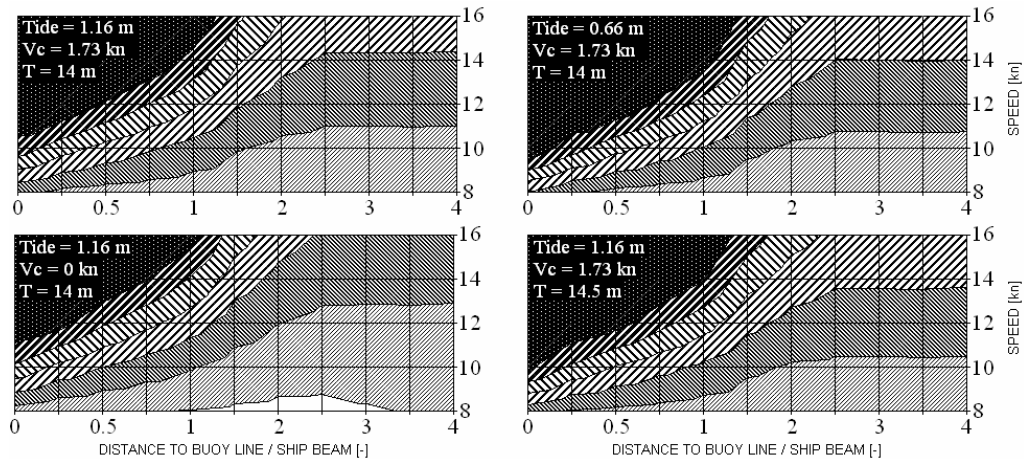 Tide = 1.16 m
Vc = 1.73 kn
T = 14 m
16
14
12
10
8
0
0.5
1
2
3
4
Tide = 0.66 m
Vc = 1.73 kn
T = 14 m
16
14
12
10
8
SPEED [kn]
0
0.5
1
2
3
4
Tide = 1.16 m
Vc = 0 kn
T = 14 m
16
14
12
10
8
0
0.5
1
2
3
4
DISTANCE TO BUOY LINE / SHIP BEAM [-]
Tide = 1.16 m
Vc = 1.73 kn
T = 14.5 m
16
14
12
10
8
SPEED [kn]
0
0.5
1
2
3
4
DISTANCE TO BUOY LINE / SHIP BEAM [-]